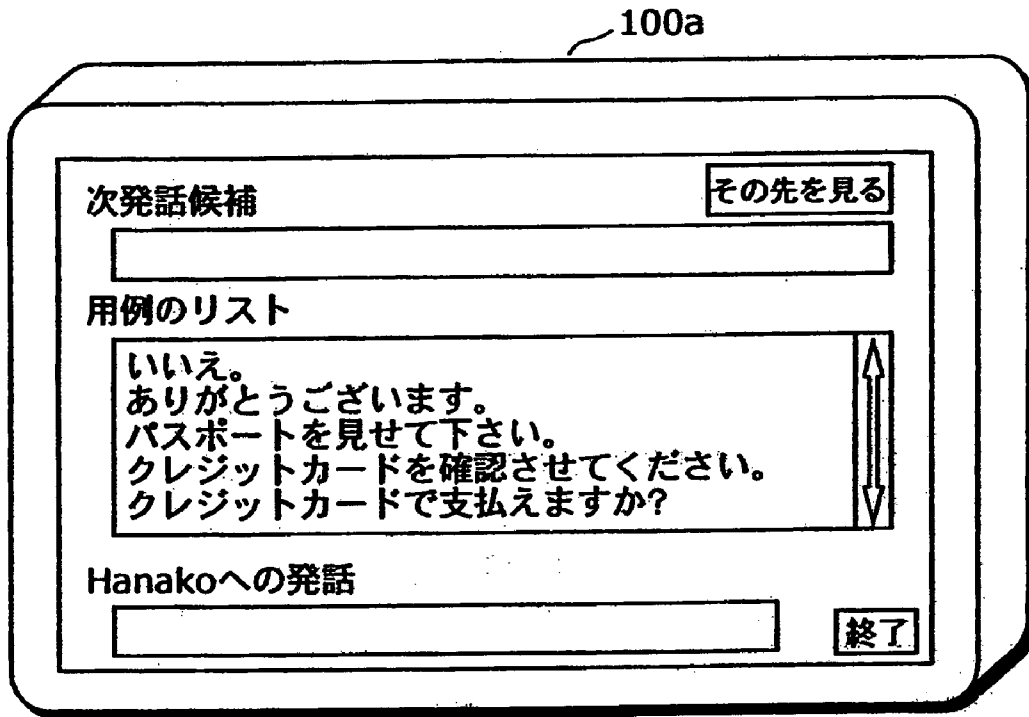 100a
次発話候補
その先を見る
用例のリスト
いいえ。
ありがとうございます。
パスポートを見せて下さい。
クレジットカードを確認させてください。
クレジットカードで支払えますか?
Hanakoへの発話
終了